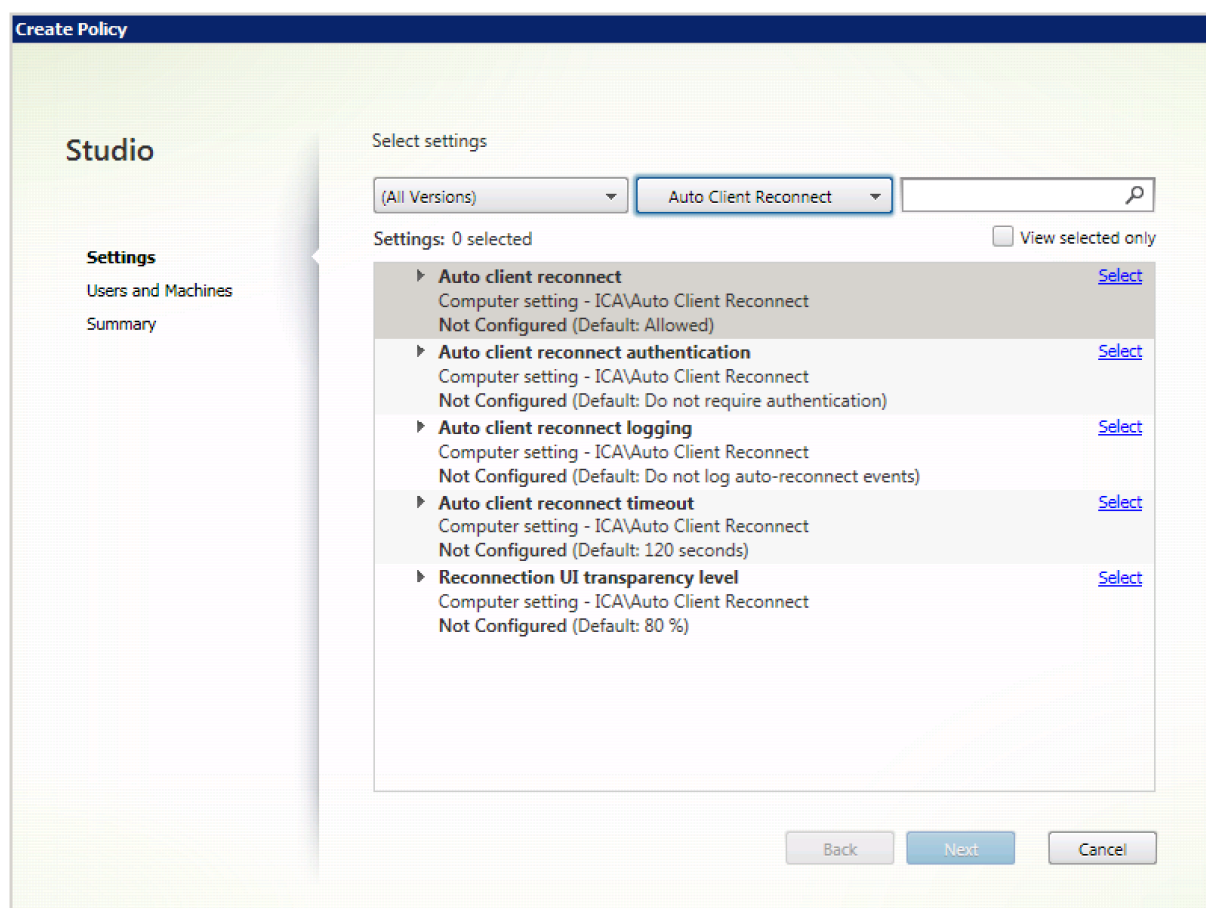 Create Policy
Studio
Select settings
(All Versions)
Auto Client Reconnect
Settings: 0 selected
View selected only
Settings
Users and Machines
Summary
Auto client reconnect
Select
Computer setting - ICA\Auto Client Reconnect
Not Configured (Default: Allowed)
Auto client reconnect authentication
Select
Computer setting - ICA\Auto Client Reconnect
Not Configured (Default: Do not require authentication)
Auto client reconnect logging
Select
Computer setting - ICA\Auto Client Reconnect
Not Configured (Default: Do not log auto-reconnect events)
Auto client reconnect timeout
Select
Computer setting - ICA\Auto Client Reconnect
Not Configured (Default: 120 seconds)
Reconnection UI transparency level
Select
Computer setting - ICA\Auto Client Reconnect
Not Configured (Default: 80 %)
Back
Next
Cancel